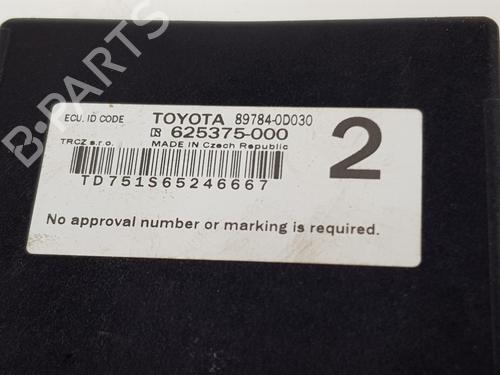 ECU. ID CODE TOYOTA 89784-0D030
625375-000
TRCZ s.r.o. MADE IN Czech Republic
2
TD751S65246667
No approval number or marking is required.
B-PARTS